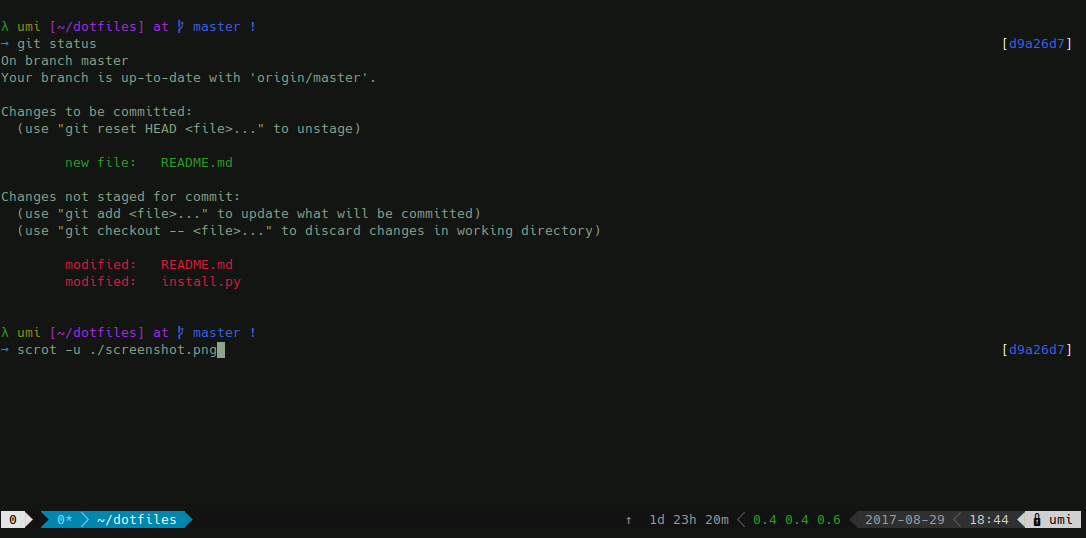 λ umi [~/dotfiles] at master !
→ git status [d9a26d7]
On branch master
Your branch is up-to-date with 'origin/master'.
Changes to be committed:
(use "git reset HEAD <file>..." to unstage)
new file: README.md
Changes not staged for commit:
(use "git add <file>..." to update what will be committed)
(use "git checkout -- <file>..." to discard changes in working directory)
modified: README.md
modified: install.py
λ umi [~/dotfiles] at master !
→ scrot -u ./screenshot.png [d9a26d7]
0 0* ~/dotfiles ↑ 1d 23h 20m 0.4 0.4 0.6 2017-08-29 18:44 umi